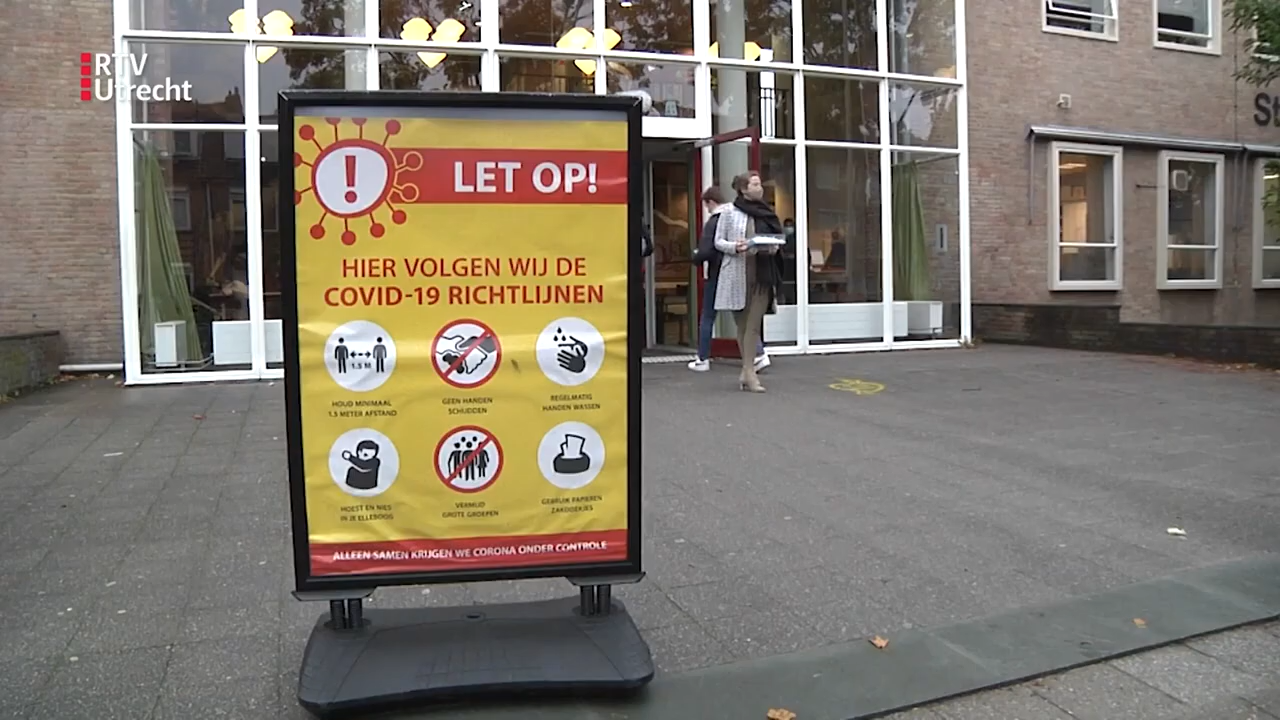 RTV
Utrecht
LET OP!
HIER VOLGEN WIJ DE
COVID-19 RICHTLIJNEN
1.5 M
HOUD MINIMAAL
1.5 METER AFSTAND
GEEN HANDEN
SCHUDDEN
REGELMATIG
HANDEN WASSEN
HOEST EN NIES
IN JE ELLEBOOG
VERMIJD
GROTE GROEPEN
GEBRUIK PAPIEREN
ZAKDOEKJES
ALLEEN SAMEN KRIJGEN WE CORONA ONDER CONTROLE